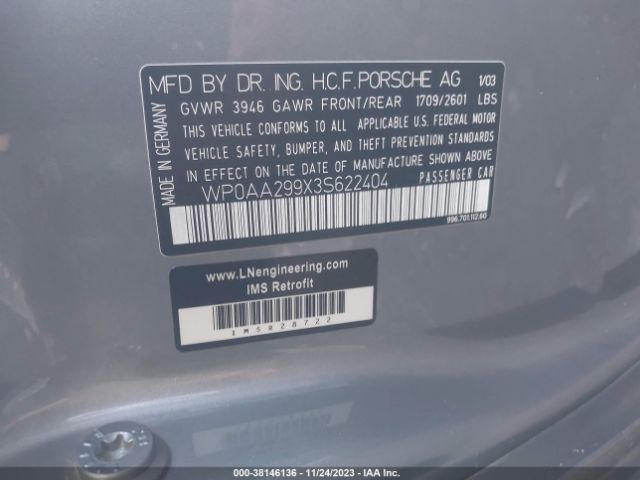 MFD BY DR. ING. H.C.F. PORSCHE AG 1/03
GVWR 3946 GAWR FRONT/REAR 1709/2601 LBS
THIS VEHICLE CONFORMS TO ALL APPLICABLE U.S. FEDERAL MOTOR
VEHICLE SAFETY, BUMPER, AND THEFT PREVENTION STANDARDS
IN EFFECT ON THE DATE OF MANUFACTURE SHOWN ABOVE.
WP0AA299X3S622404 PASSENGER CAR
996.701.112.60
MADE IN GERMANY
www.LNengineering.com
IMS Retrofit
IMSR28722
000-38146136 - 11/24/2023 - IAA Inc.